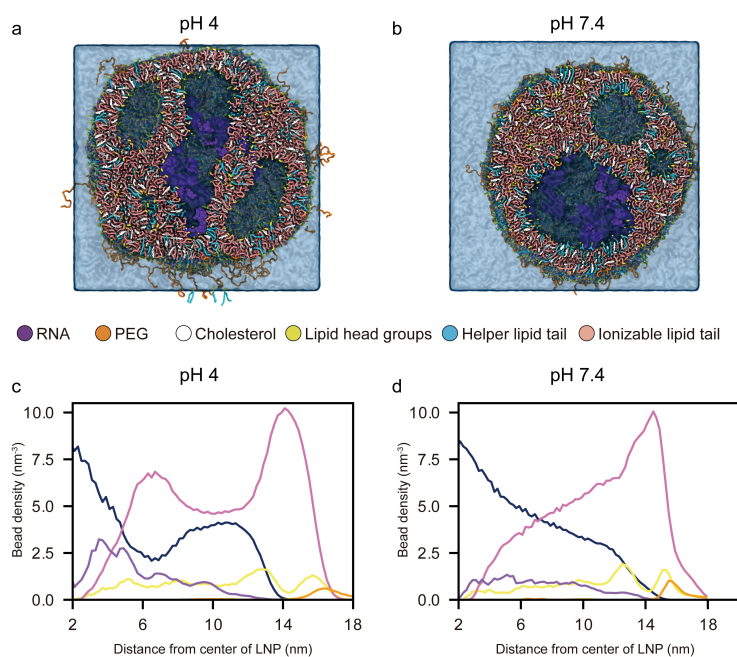 a
pH 4
b
pH 7.4
RNA
PEG
Cholesterol
Lipid head groups
Helper lipid tail
Ionizable lipid tail
c
pH 4
d
pH 7.4
Bead density (nm⁻³)
10.0
7.5
5.0
2.5
0.0
2
6
10
14
18
Distance from center of LNP (nm)
Bead density (nm⁻³)
10.0
7.5
5.0
2.5
0.0
2
6
10
14
18
Distance from center of LNP (nm)